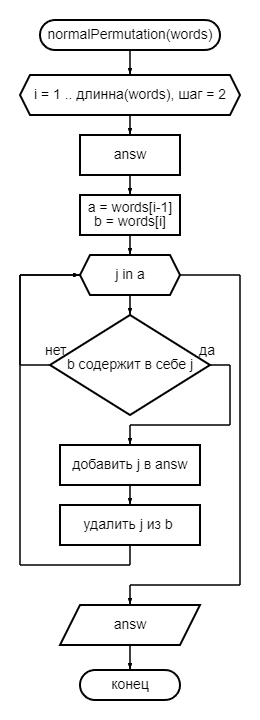 normalPermutation(words)
i = 1 .. длинна(words), шаг = 2
answ
a = words[i-1]
b = words[i]
j in a
нет
да
b содержит в себе j
добавить j в answ
удалить j из b
answ
конец